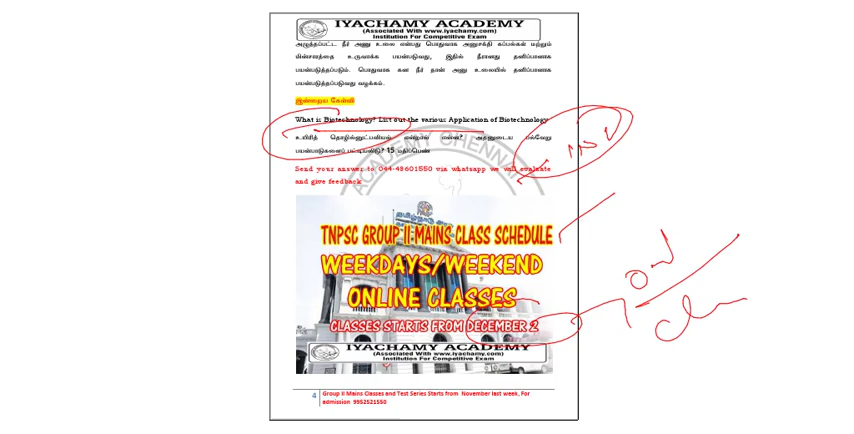 IYACHAMY ACADEMY
(Associated With www.iyachamy.com)
Institution For Competitive Exam
அழுத்தப்பட்ட நீர் அணு உலை என்பது பொதுவாக அணுசக்தி கப்பல்கள் மற்றும்
மின்சாரத்தை உருவாக்க பயன்படுவது, இதில் நீரானது தணிப்பானாக
பயன்படுத்தப்படும். பொதுவாக கன நீர் தான் அணு உலையில் தணிப்பானாக
பயன்படுத்தப்படுவது வழக்கம்.
இன்றைய கேள்வி
What is Biotechnology? List out the various Application of Biotechnology
உயிரித் தொழில்நுட்பவியல் என்றால் என்ன? அதனுடைய பல்வேறு
பயன்பாடுகளைப் பட்டியலிடு? 15 மதிப்பெண்
Send your answer to 044-48601550 via whatsapp we will evaluate
and give feedback
ACADEMY CHENNAI
TNPSC GROUP II MAINS CLASS SCHEDULE
WEEKDAYS/WEEKEND
ONLINE CLASSES
CLASSES STARTS FROM DECEMBER 2
IYACHAMY ACADEMY
(Associated With www.iyachamy.com)
Institution For Competitive Exam
4 Group II Mains Classes and Test Series Starts from November last week. For
admission 9952521550